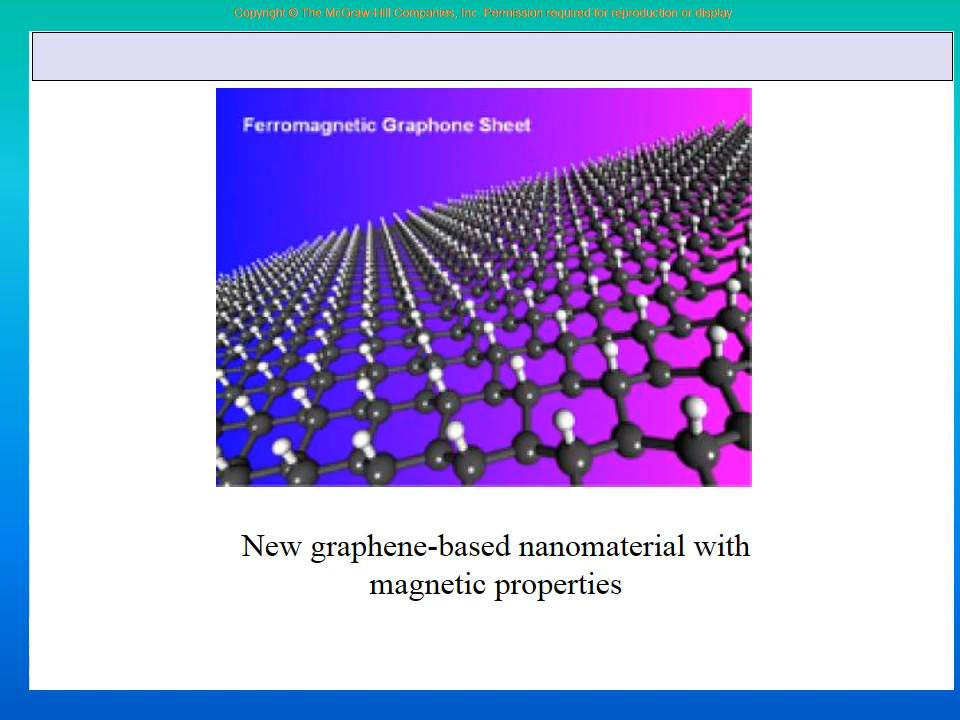 Copyright © The McGraw-Hill Companies, Inc. Permission required for reproduction or display
Ferromagnetic Graphone Sheet
New graphene-based nanomaterial with
magnetic properties